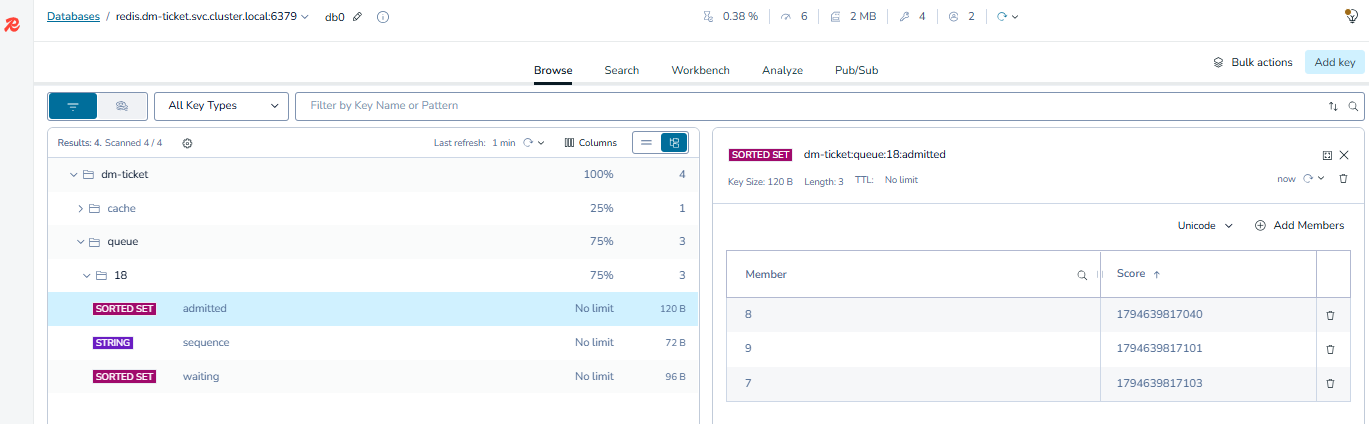 Databases / redis.dm-ticket.svc.cluster.local:6379 db0 0.38 % 6 2 MB 4 2
Browse Search Workbench Analyze Pub/Sub Bulk actions Add key
All Key Types Filter by Key Name or Pattern
Results: 4. Scanned 4 / 4 Last refresh: 1 min Columns
dm-ticket 100% 4
cache 25% 1
queue 75% 3
18 75% 3
SORTED SET admitted No limit 120 B
STRING sequence No limit 72 B
SORTED SET waiting No limit 96 B
SORTED SET dm-ticket:queue:18:admitted
Key Size: 120 B Length: 3 TTL: No limit now
Unicode Add Members
Member Score
8 1794639817040
9 1794639817101
7 1794639817103